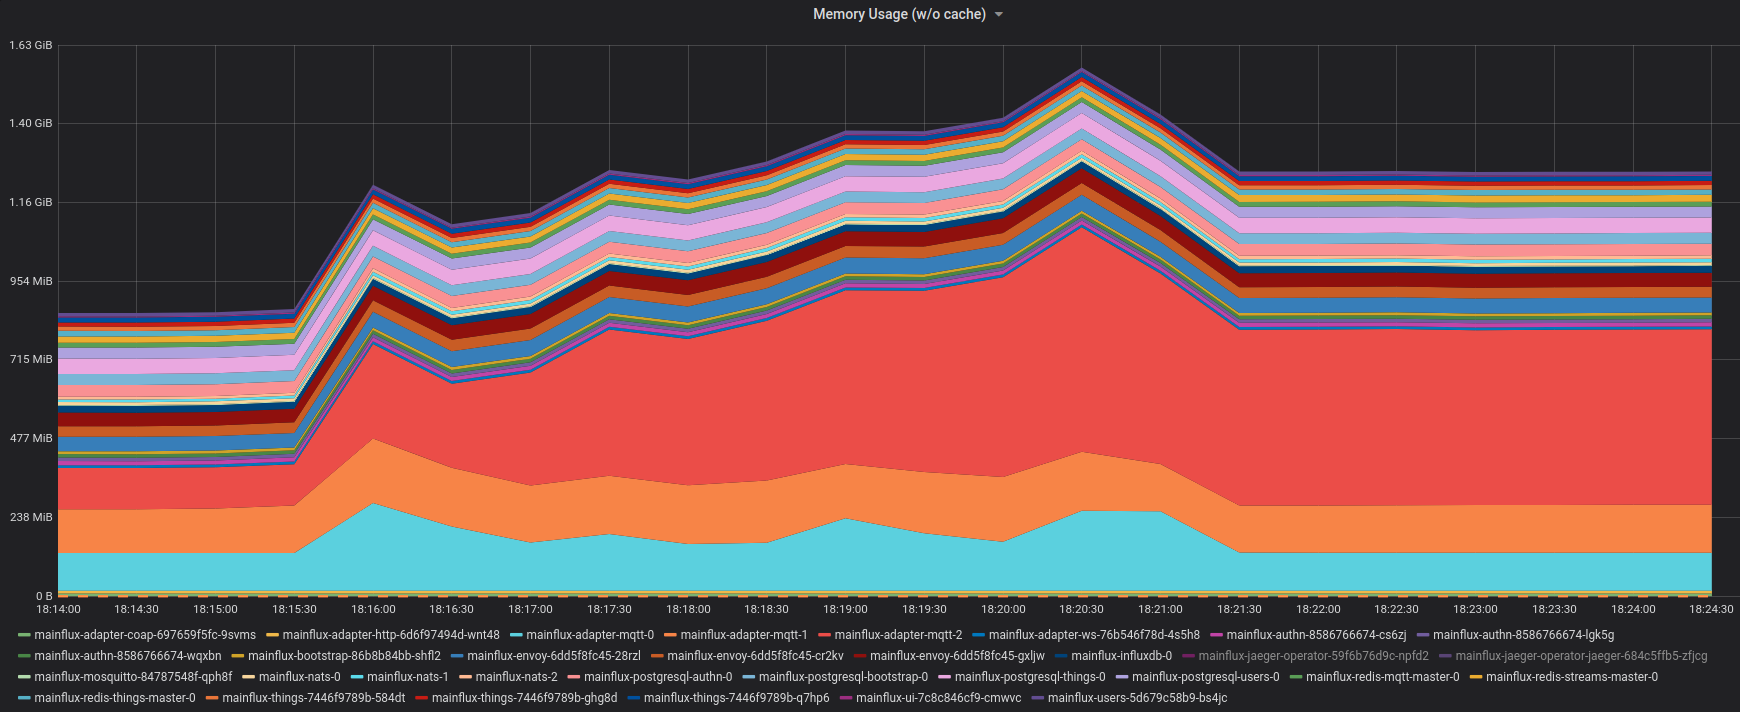 Memory Usage (w/o cache)
1.63 GiB
1.40 GiB
1.16 GiB
954 MiB
715 MiB
477 MiB
238 MiB
0 B
18:14:00 18:14:30 18:15:00 18:15:30 18:16:00 18:16:30 18:17:00 18:17:30 18:18:00 18:18:30 18:19:00 18:19:30 18:20:00 18:20:30 18:21:00 18:21:30 18:22:00 18:22:30 18:23:00 18:23:30 18:24:00 18:24:30
mainflux-adapter-coap-697659f5fc-9svms mainflux-adapter-http-6d6f97494d-wnt48 mainflux-adapter-mqtt-0 mainflux-adapter-mqtt-1 mainflux-adapter-mqtt-2 mainflux-adapter-ws-76b546f78d-4s5h8 mainflux-authn-8586766674-cs6zj mainflux-authn-8586766674-lgk5g
mainflux-authn-8586766674-wqxbn mainflux-bootstrap-86b8b84bb-shfl2 mainflux-envoy-6dd5f8fc45-28rzl mainflux-envoy-6dd5f8fc45-cr2kv mainflux-envoy-6dd5f8fc45-gxljw mainflux-influxdb-0 mainflux-jaeger-operator-59f6b76d9c-npfd2 mainflux-jaeger-operator-jaeger-684c5ffb5-zfjcg
mainflux-mosquitto-84787548f-qph8f mainflux-nats-0 mainflux-nats-1 mainflux-nats-2 mainflux-postgresql-authn-0 mainflux-postgresql-bootstrap-0 mainflux-postgresql-things-0 mainflux-postgresql-users-0 mainflux-redis-mqtt-master-0 mainflux-redis-streams-master-0
mainflux-redis-things-master-0 mainflux-things-7446f9789b-584dt mainflux-things-7446f9789b-ghg8d mainflux-things-7446f9789b-q7hp6 mainflux-ui-7c8c846cf9-cmwvc mainflux-users-5d679c58b9-bs4jc